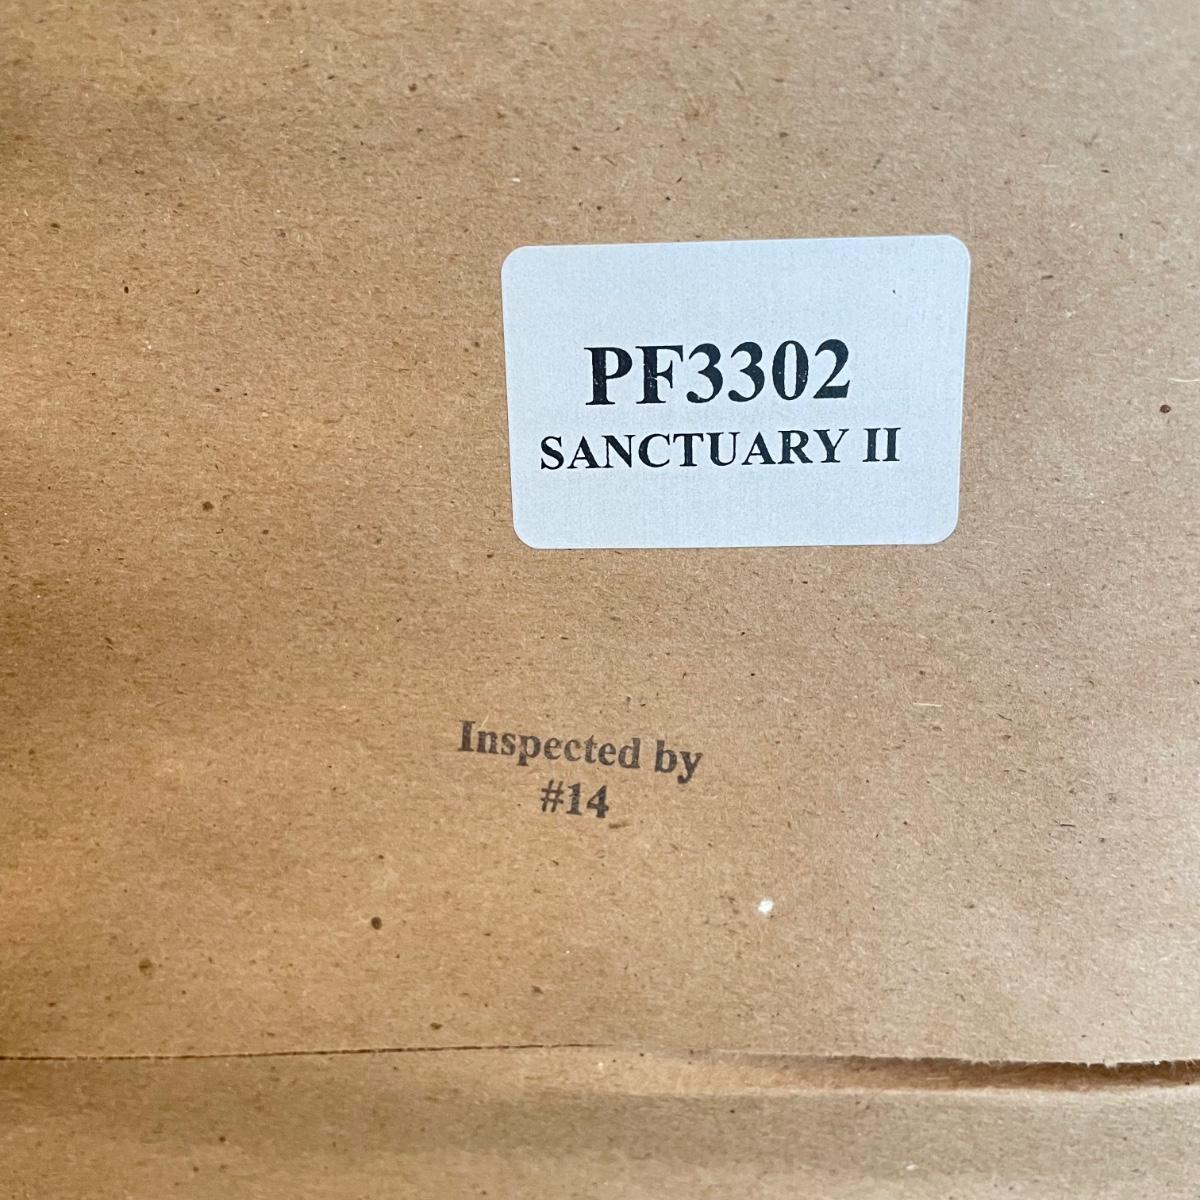 PF3302
SANCTUARY II
Inspected by
#14